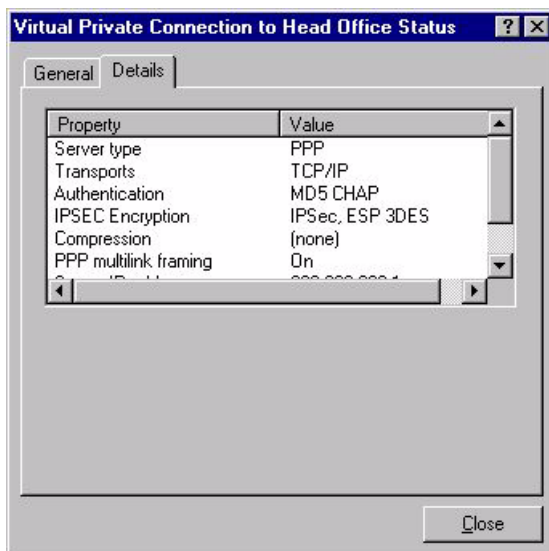 Virtual Private Connection to Head Office Status
General Details
Property Value
Server type PPP
Transports TCP/IP
Authentication MD5 CHAP
IPSEC Encryption IPSec, ESP 3DES
Compression (none)
PPP multilink framing On
Close